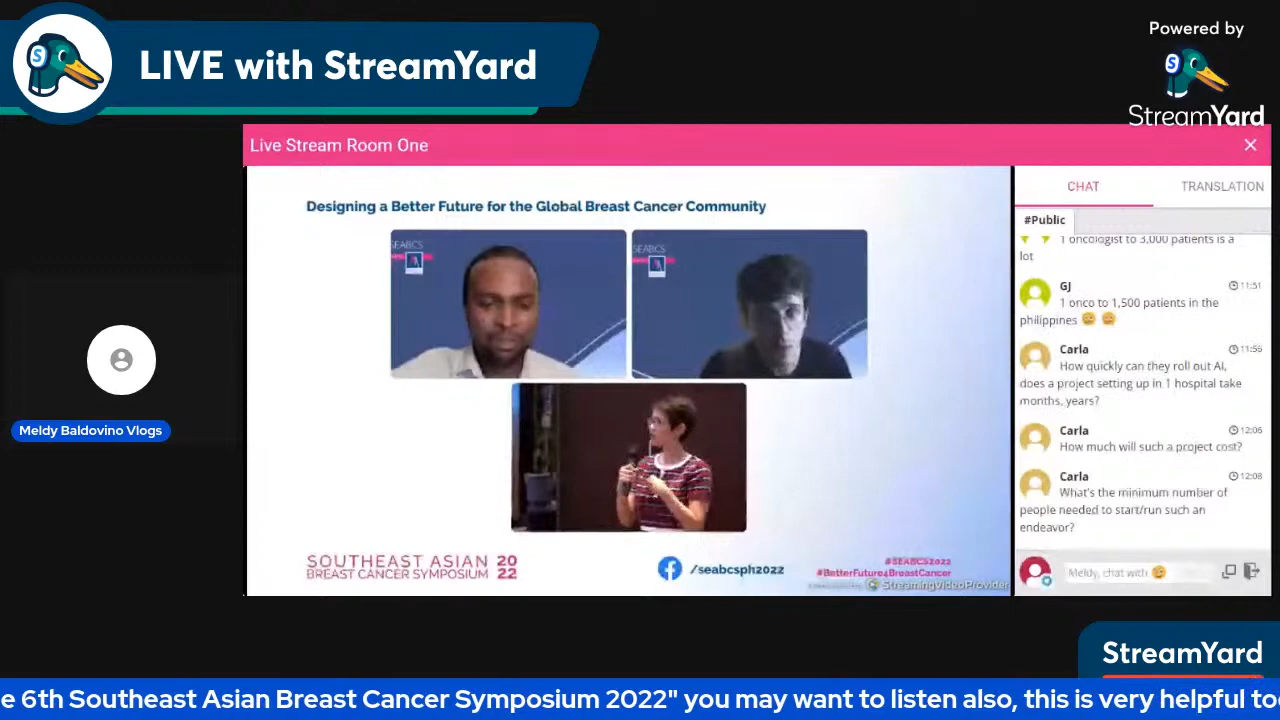 LIVE with StreamYard
Powered by
StreamYard
Live Stream Room One
Designing a Better Future for the Global Breast Cancer Community
SEABCS
SEABCS
Meldy Baldovino Vlogs
SOUTHEAST ASIAN 20
BREAST CANCER SYMPOSIUM 22
/seabcsph2022
#SEABCS2022
#BetterFuture4BreastCancer
StreamingVideoProvider
CHAT TRANSLATION
#Public
1 oncologist to 3,000 patients is a
lot
GJ 11:51
1 onco to 1,500 patients in the
philippines
Carla 11:56
How quickly can they roll out AI,
does a project setting up in 1 hospital take
months, years?
Carla 12:06
How much will such a project cost?
Carla 12:08
What's the minimum number of
people needed to start/run such an
endeavor?
Meldy, chat with
StreamYard
e 6th Southeast Asian Breast Cancer Symposium 2022" you may want to listen also, this is very helpful to